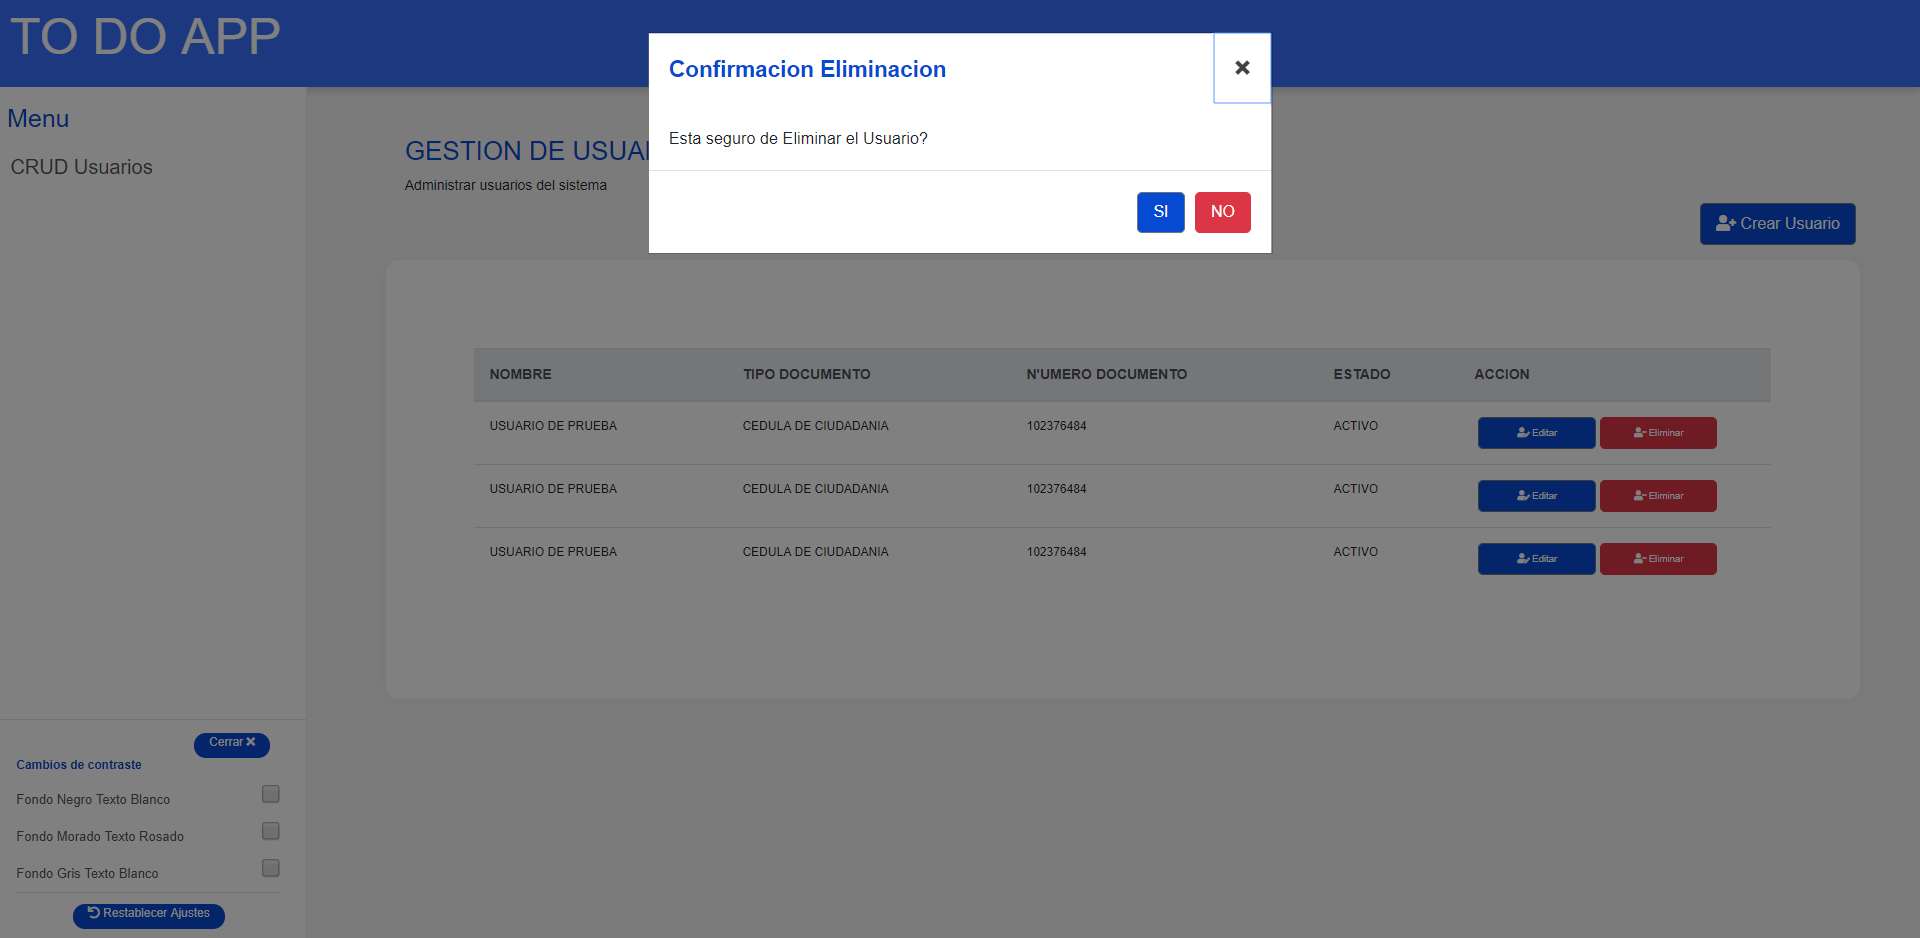 TO DO APP
Confirmacion Eliminacion
Esta seguro de Eliminar el Usuario?
SI NO
Menu
CRUD Usuarios
GESTION DE USUA
Administrar usuarios del sistema
Crear Usuario
NOMBRE TIPO DOCUMENTO N'UMERO DOCUMENTO ESTADO ACCION
USUARIO DE PRUEBA CEDULA DE CIUDADANIA 102376484 ACTIVO Editar Eliminar
USUARIO DE PRUEBA CEDULA DE CIUDADANIA 102376484 ACTIVO Editar Eliminar
USUARIO DE PRUEBA CEDULA DE CIUDADANIA 102376484 ACTIVO Editar Eliminar
Cerrar
Cambios de contraste
Fondo Negro Texto Blanco
Fondo Morado Texto Rosado
Fondo Gris Texto Blanco
Restablecer Ajustes